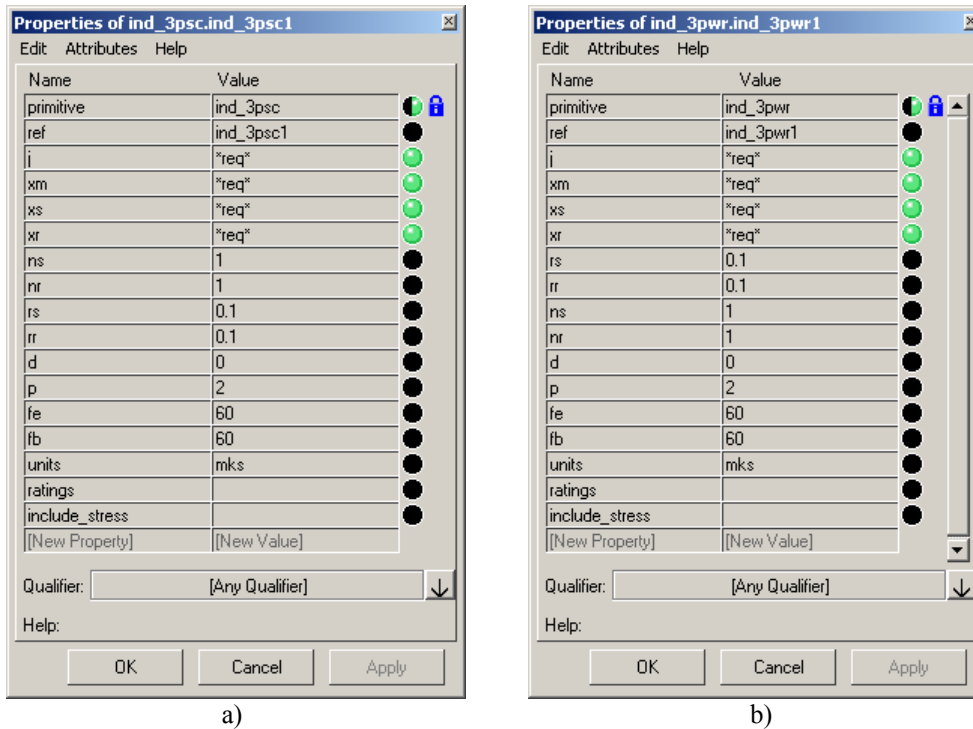 Properties of ind_3psc.ind_3psc1
Edit Attributes Help
Name Value
primitive ind_3psc
ref ind_3psc1
j *req*
xm *req*
xs *req*
xr *req*
ns 1
nr 1
rs 0.1
rr 0.1
d 0
p 2
fe 60
fb 60
units mks
ratings
include_stress
[New Property] [New Value]
Qualifier: [Any Qualifier]
Help:
OK Cancel Apply
a)
Properties of ind_3pwr.ind_3pwr1
Edit Attributes Help
Name Value
primitive ind_3pwr
ref ind_3pwr1
j *req*
xm *req*
xs *req*
xr *req*
rs 0.1
rr 0.1
ns 1
nr 1
d 0
p 2
fe 60
fb 60
units mks
ratings
include_stress
[New Property] [New Value]
Qualifier: [Any Qualifier]
Help:
OK Cancel Apply
b)